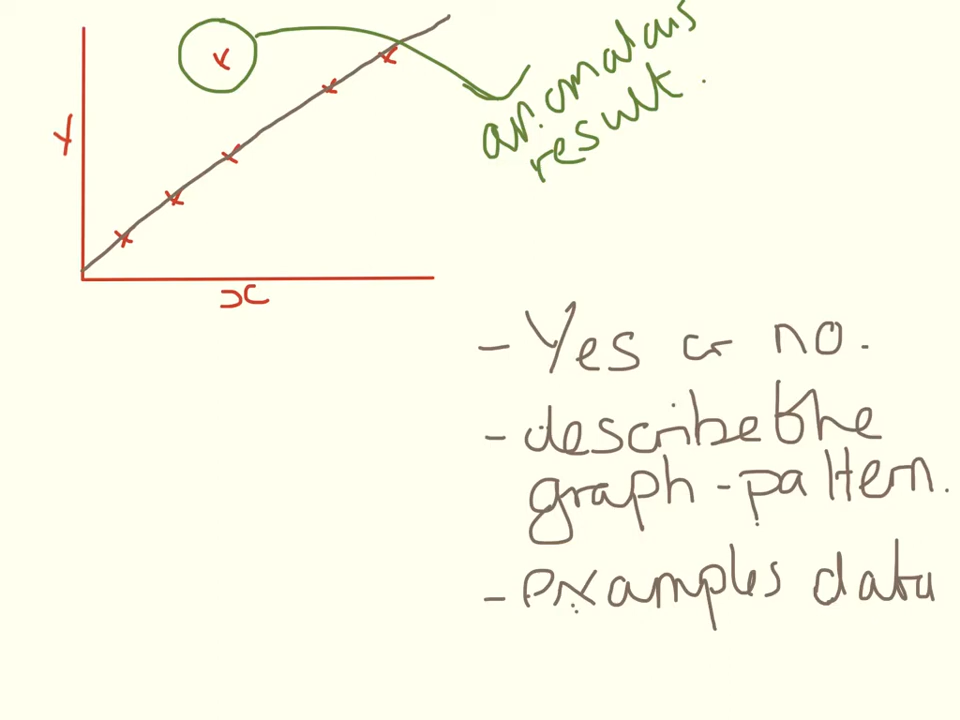 Y
x
anomalous
result.
- Yes or no.
- describe the
graph - pattern.
- examples data